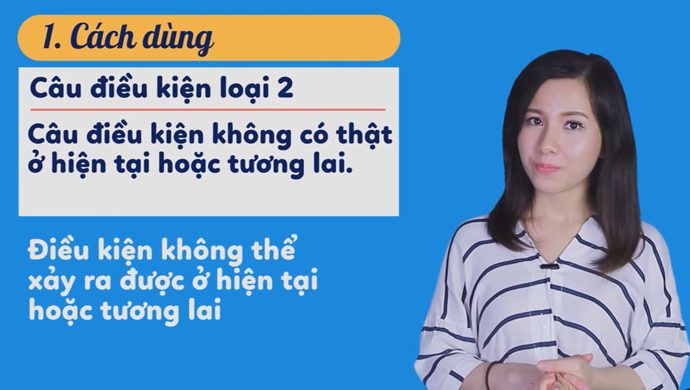 1. Cách dùng
Câu điều kiện loại 2
Câu điều kiện không có thật
ở hiện tại hoặc tương lai.
Điều kiện không thể
xảy ra được ở hiện tại
hoặc tương lai